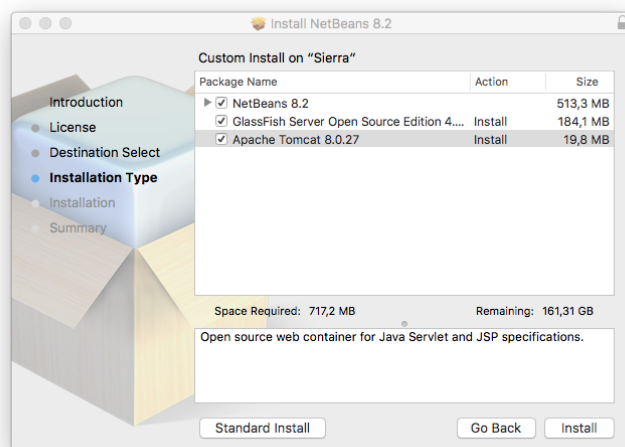 Install NetBeans 8.2
Custom Install on “Sierra”
Package Name Action Size
NetBeans 8.2 513,3 MB
GlassFish Server Open Source Edition 4.... Install 184,1 MB
Apache Tomcat 8.0.27 Install 19,8 MB
Introduction
License
Destination Select
Installation Type
Installation
Summary
Space Required: 717,2 MB Remaining: 161,31 GB
Open source web container for Java Servlet and JSP specifications.
Standard Install Go Back Install